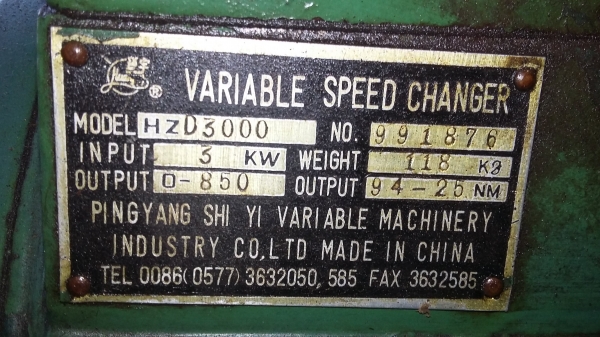 ® VARIABLE SPEED CHANGER
MODEL HZD3000 NO. 991876
INPUT 3 KW WEIGHT 118 KG
OUTPUT 0-850 OUTPUT 94-25 NM
PINGYANG SHI YI VARIABLE MACHINERY
INDUSTRY CO,LTD MADE IN CHINA
TEL 0086(0577)3632050,585 FAX 3632585